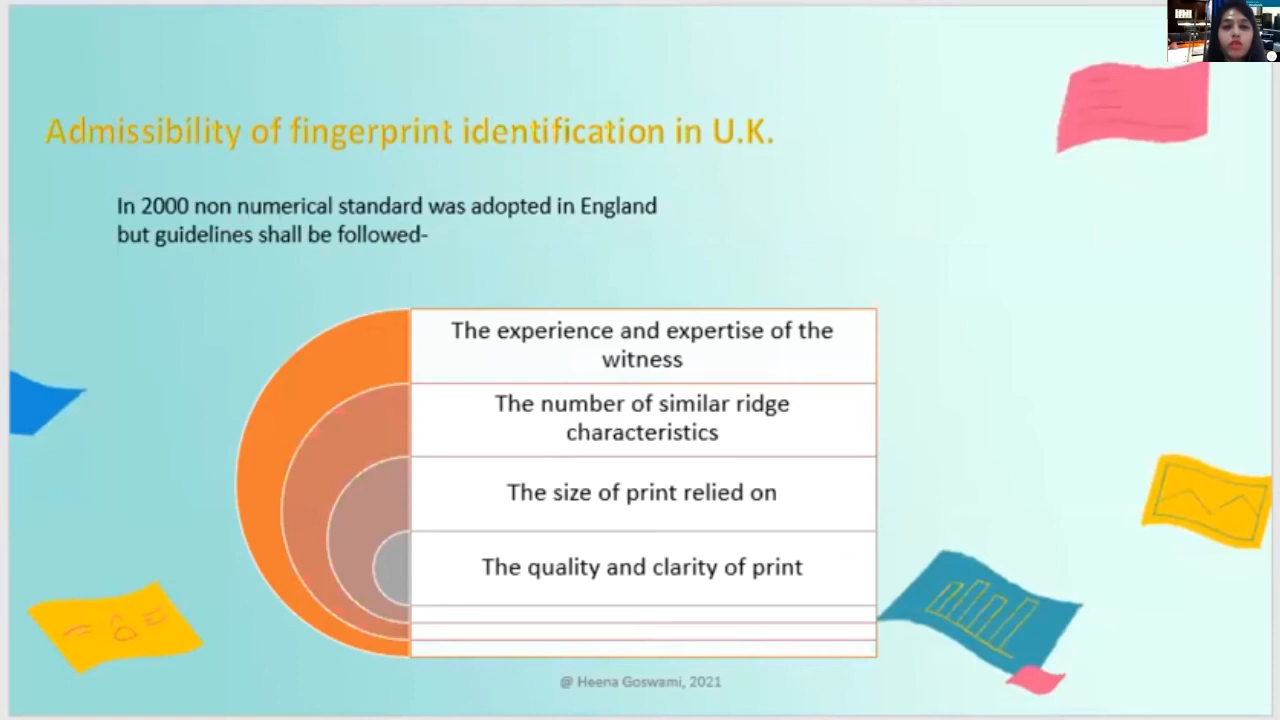 Admissibility of fingerprint identification in U.K.
In 2000 non numerical standard was adopted in England
but guidelines shall be followed-
The experience and expertise of the
witness
The number of similar ridge
characteristics
The size of print relied on
The quality and clarity of print
@ Heena Goswami, 2021